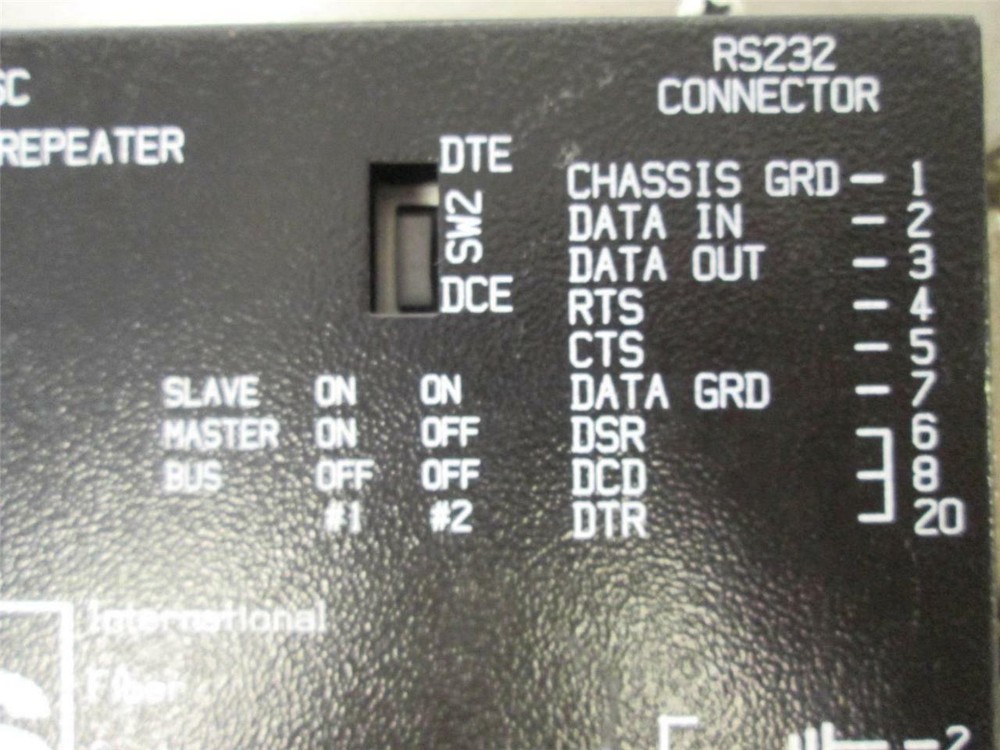 SC
REPEATER
DTE
SW2
DCE
SLAVE ON ON
MASTER ON OFF
BUS OFF OFF
#1 #2
RS232
CONNECTOR
CHASSIS GRD — 1
DATA IN — 2
DATA OUT — 3
RTS — 4
CTS — 5
DATA GRD — 7
DSR 6
DCD 8
DTR 20
International
Fiber
2